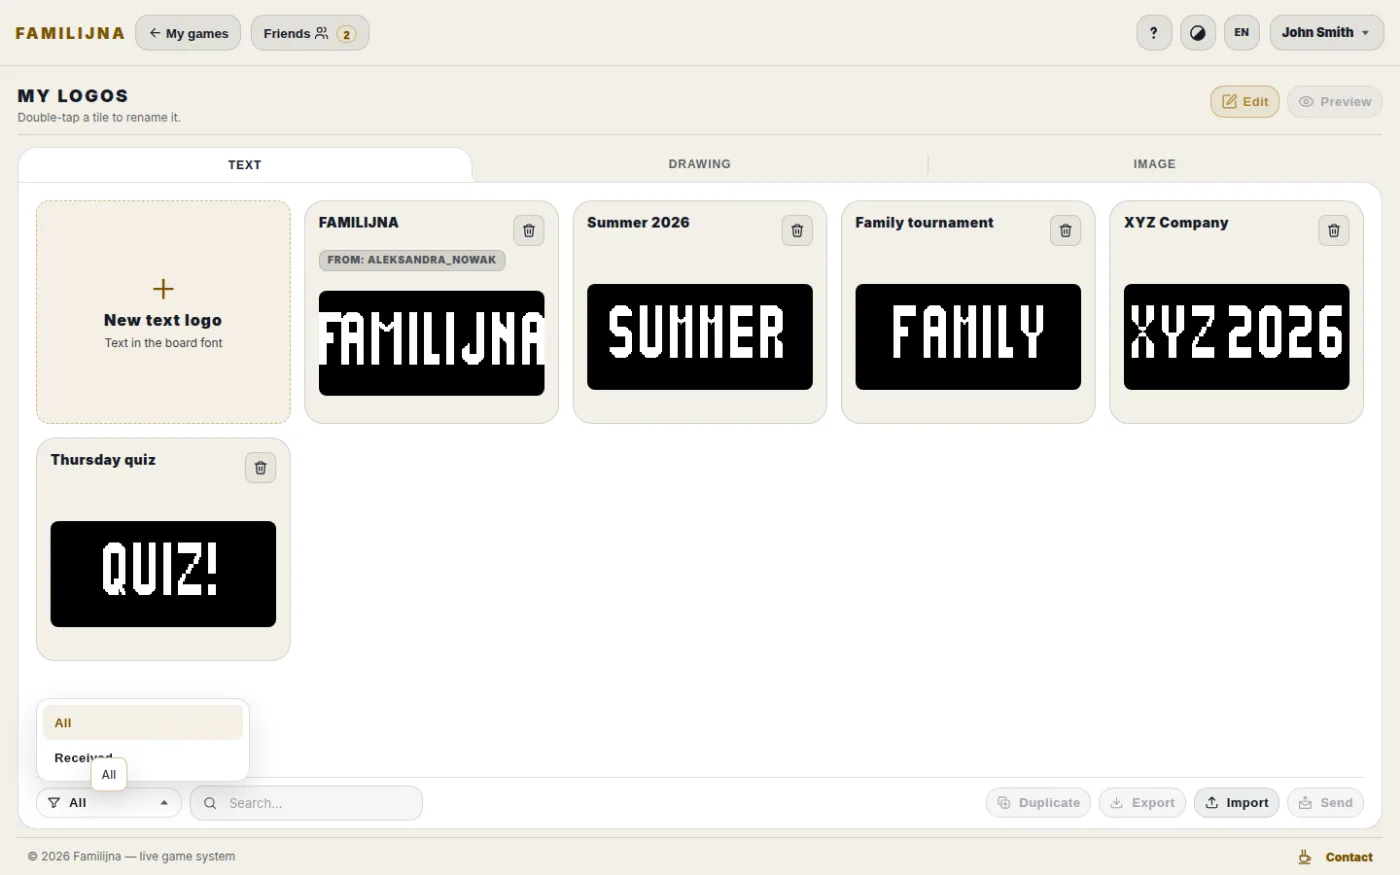 FAMILIJNA
My games
Friends 2
?
EN
John Smith
MY LOGOS
Double-tap a tile to rename it.
Edit
Preview
TEXT
DRAWING
IMAGE
New text logo
Text in the board font
FAMILIJNA
FROM: ALEKSANDRA_NOWAK
FAMILIJNA
Summer 2026
SUMMER
Family tournament
FAMILY
XYZ Company
XYZ 2026
Thursday quiz
QUIZ!
All
Received
All
All
Search...
Duplicate
Export
Import
Send
© 2026 Familijna — live game system
Contact